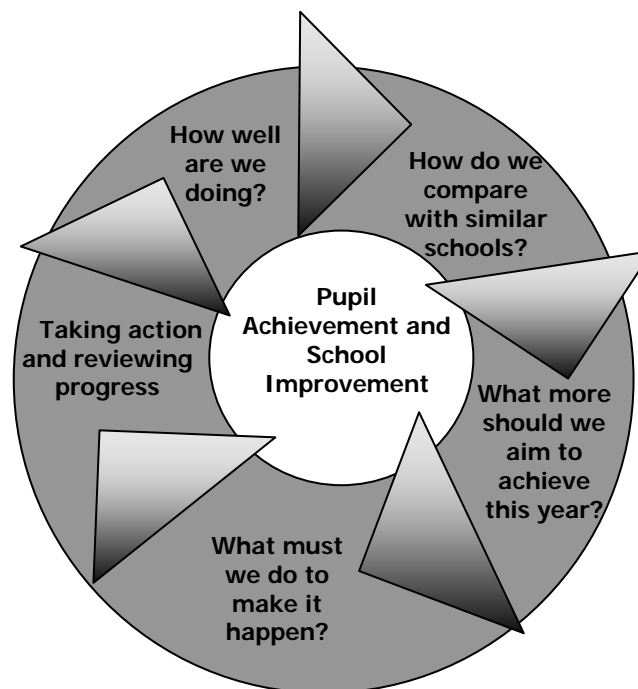 How well
are we
doing?
How do we
compare
with similar
schools?
What more
should we
aim to
achieve
this year?
What must
we do to
make it
happen?
Taking action
and reviewing
progress
Pupil
Achievement and
School
Improvement